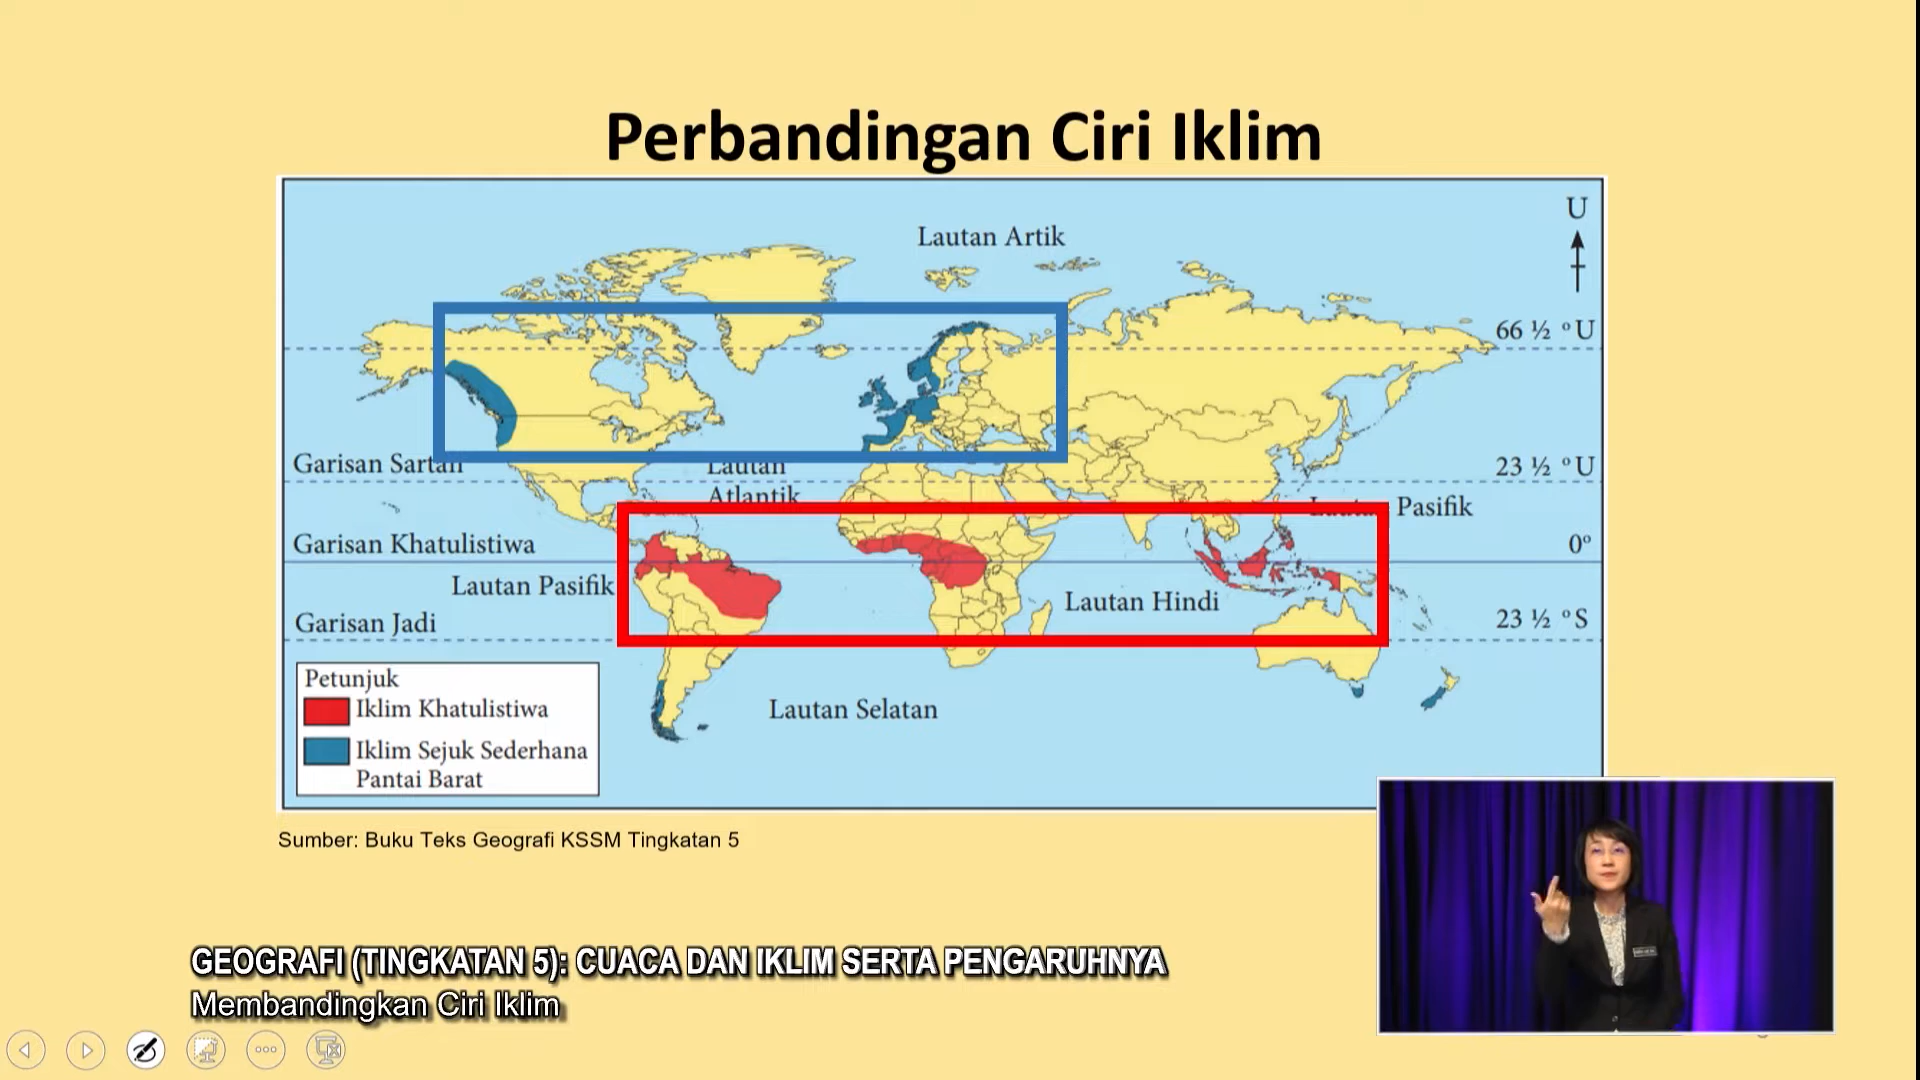 Perbandingan Ciri Iklim
U
Lautan Artik
66 ½ °U
Garisan Sartan
Lautan
Atlantik
23 ½ °U
Lautan Pasifik
Garisan Khatulistiwa
0°
Lautan Pasifik
Lautan Hindi
Garisan Jadi
23 ½ °S
Petunjuk
Iklim Khatulistiwa
Iklim Sejuk Sederhana
Pantai Barat
Lautan Selatan
Sumber: Buku Teks Geografi KSSM Tingkatan 5
GEOGRAFI (TINGKATAN 5): CUACA DAN IKLIM SERTA PENGARUHNYA
Membandingkan Ciri Iklim